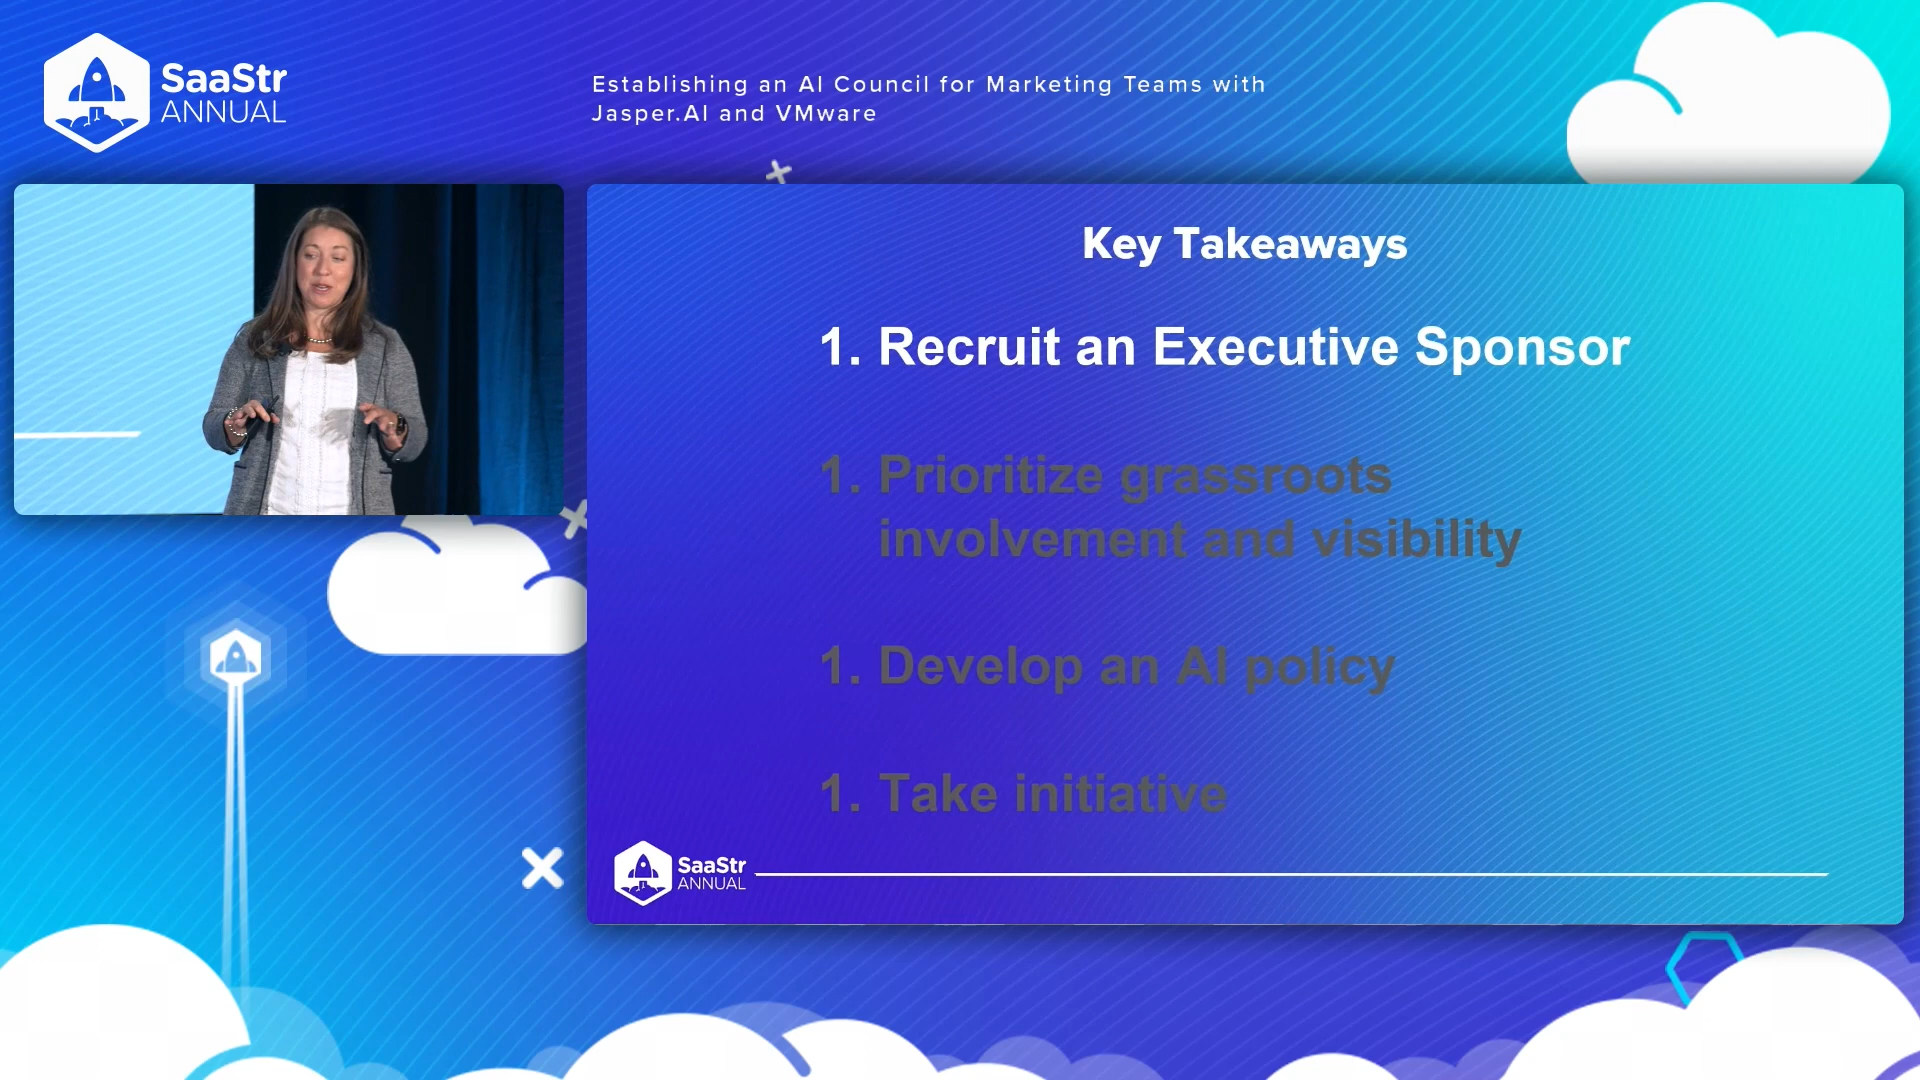 SaaStr
ANNUAL
Establishing an AI Council for Marketing Teams with
Jasper.AI and VMware
Key Takeaways
1. Recruit an Executive Sponsor
1. Prioritize grassroots
involvement and visibility
1. Develop an AI policy
1. Take initiative
SaaStr
ANNUAL